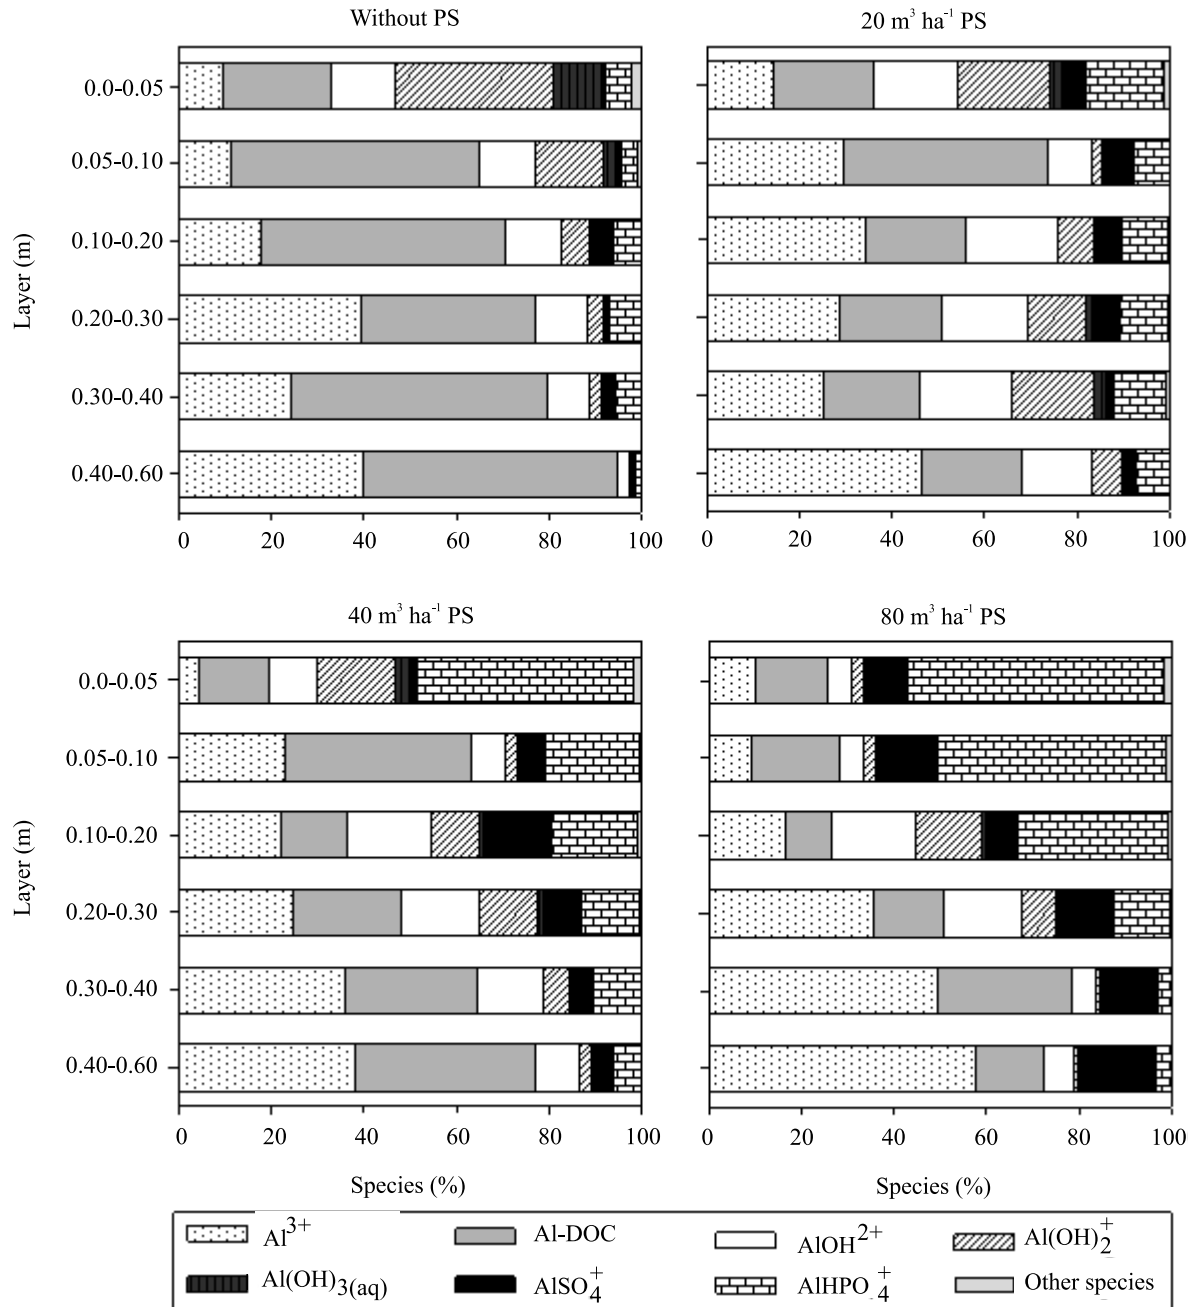 Without PS
20 m³ ha⁻¹ PS
Layer (m)
0.0-0.05
0.05-0.10
0.10-0.20
0.20-0.30
0.30-0.40
0.40-0.60
0 20 40 60 80 100
0 20 40 60 80 100
40 m³ ha⁻¹ PS
80 m³ ha⁻¹ PS
Layer (m)
0.0-0.05
0.05-0.10
0.10-0.20
0.20-0.30
0.30-0.40
0.40-0.60
0 20 40 60 80 100
0 20 40 60 80 100
Species (%)
Species (%)
Al³⁺ Al-DOC AlOH²⁺ Al(OH)₂⁺
Al(OH)₃(aq) AlSO₄⁺ AlHPO₄⁺ Other species